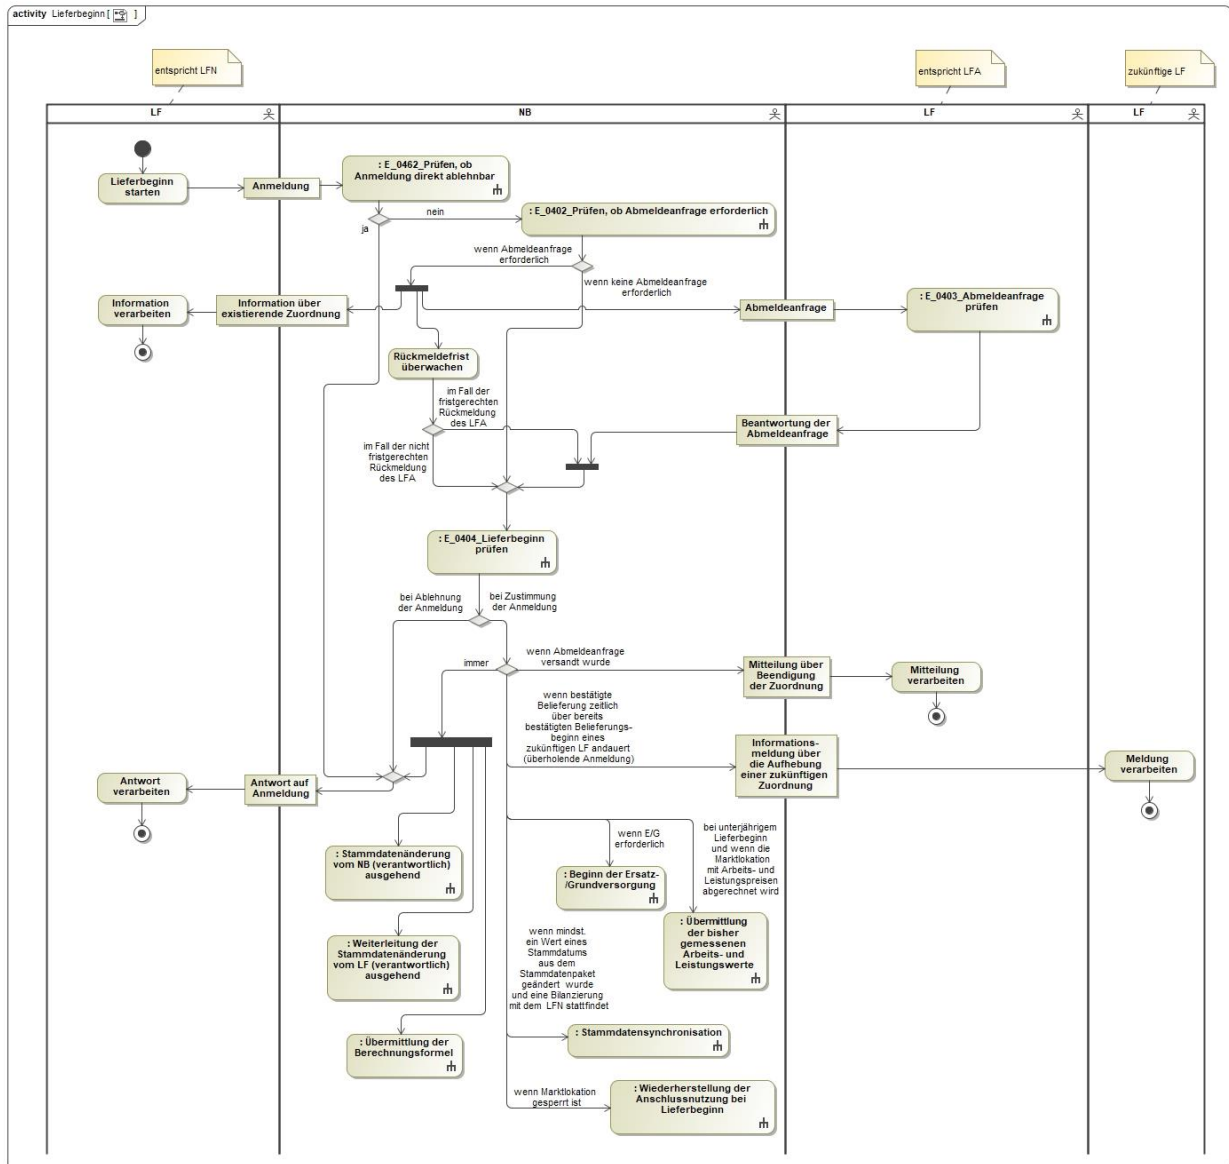 activity Lieferbeginn [ ]
entspricht LFN
entspricht LFA
zukünftige LF
LF
NB
LF
LF
Lieferbeginn
starten
Anmeldung
: E_0462_Prüfen, ob
Anmeldung direkt ablehnbar
ja
nein
: E_0402_Prüfen, ob Abmeldeanfrage erforderlich
wenn Abmeldeanfrage
erforderlich
wenn keine Abmeldeanfrage
erforderlich
Information
verarbeiten
Information über
existierende Zuordnung
Abmeldeanfrage
: E_0403_Abmeldeanfrage
prüfen
Rückmeldefrist
überwachen
im Fall der
fristgerechten
Rückmeldung
des LFA
Beantwortung der
Abmeldeanfrage
im Fall der nicht
fristgerechten
Rückmeldung
des LFA
: E_0404_Lieferbeginn
prüfen
bei Ablehnung
der Anmeldung
bei Zustimmung
der Anmeldung
immer
wenn Abmeldeanfrage
versandt wurde
Mitteilung über
Beendigung
der Zuordnung
Mitteilung
verarbeiten
wenn bestätigte
Belieferung zeitlich
über bereits
bestätigten Belieferungs-
beginn eines
zukünftigen LF andauert
(überholende Anmeldung)
Informations-
meldung über
die Aufhebung
einer zukünftigen
Zuordnung
Meldung
verarbeiten
Antwort
verarbeiten
Antwort auf
Anmeldung
: Stammdatenänderung
vom NB (verantwortlich)
ausgehend
wenn E/G
erforderlich
bei unterjährigem
Lieferbeginn
und wenn die
Marktlokation
mit Arbeits- und
Leistungspreisen
abgerechnet wird
: Beginn der Ersatz-
/Grundversorgung
: Übermittlung
der bisher
gemessenen
Arbeits- und
Leistungswerte
: Weiterleitung der
Stammdatenänderung
vom LF (verantwortlich)
ausgehend
wenn mindst.
ein Wert eines
Stammdatums
aus dem
Stammdatenpaket
geändert wurde
und eine Bilanzierung
mit dem LFN stattfindet
: Übermittlung der
Berechnungsformel
: Stammdatensynchronisation
wenn Marktlokation
gesperrt ist
: Wiederherstellung der
Anschlussnutzung bei
Lieferbeginn